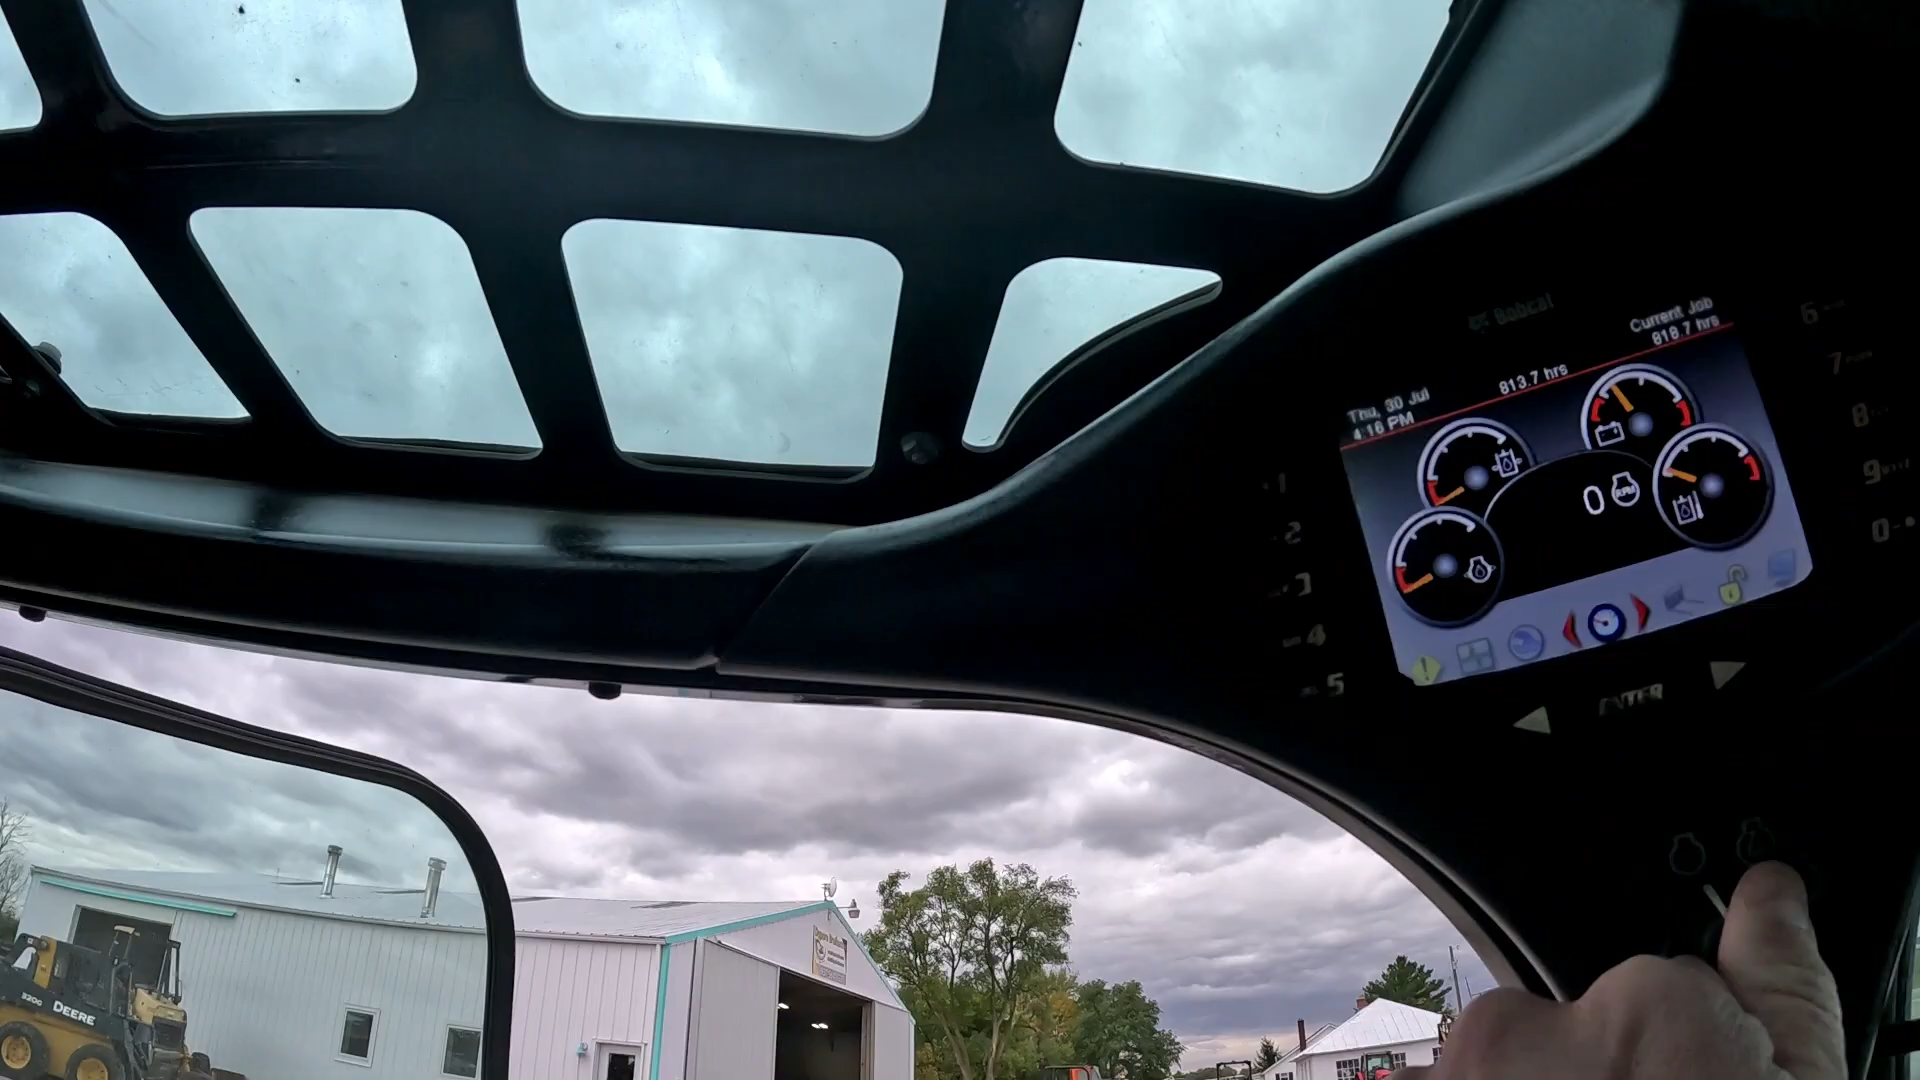 Bobcat
Current Job
818.7 hrs
813.7 hrs
Thu, 30 Jul
4:16 PM
0 RPM
1
2
3
4
5
6
7
8
9
0
ENTER
320G
DEERE